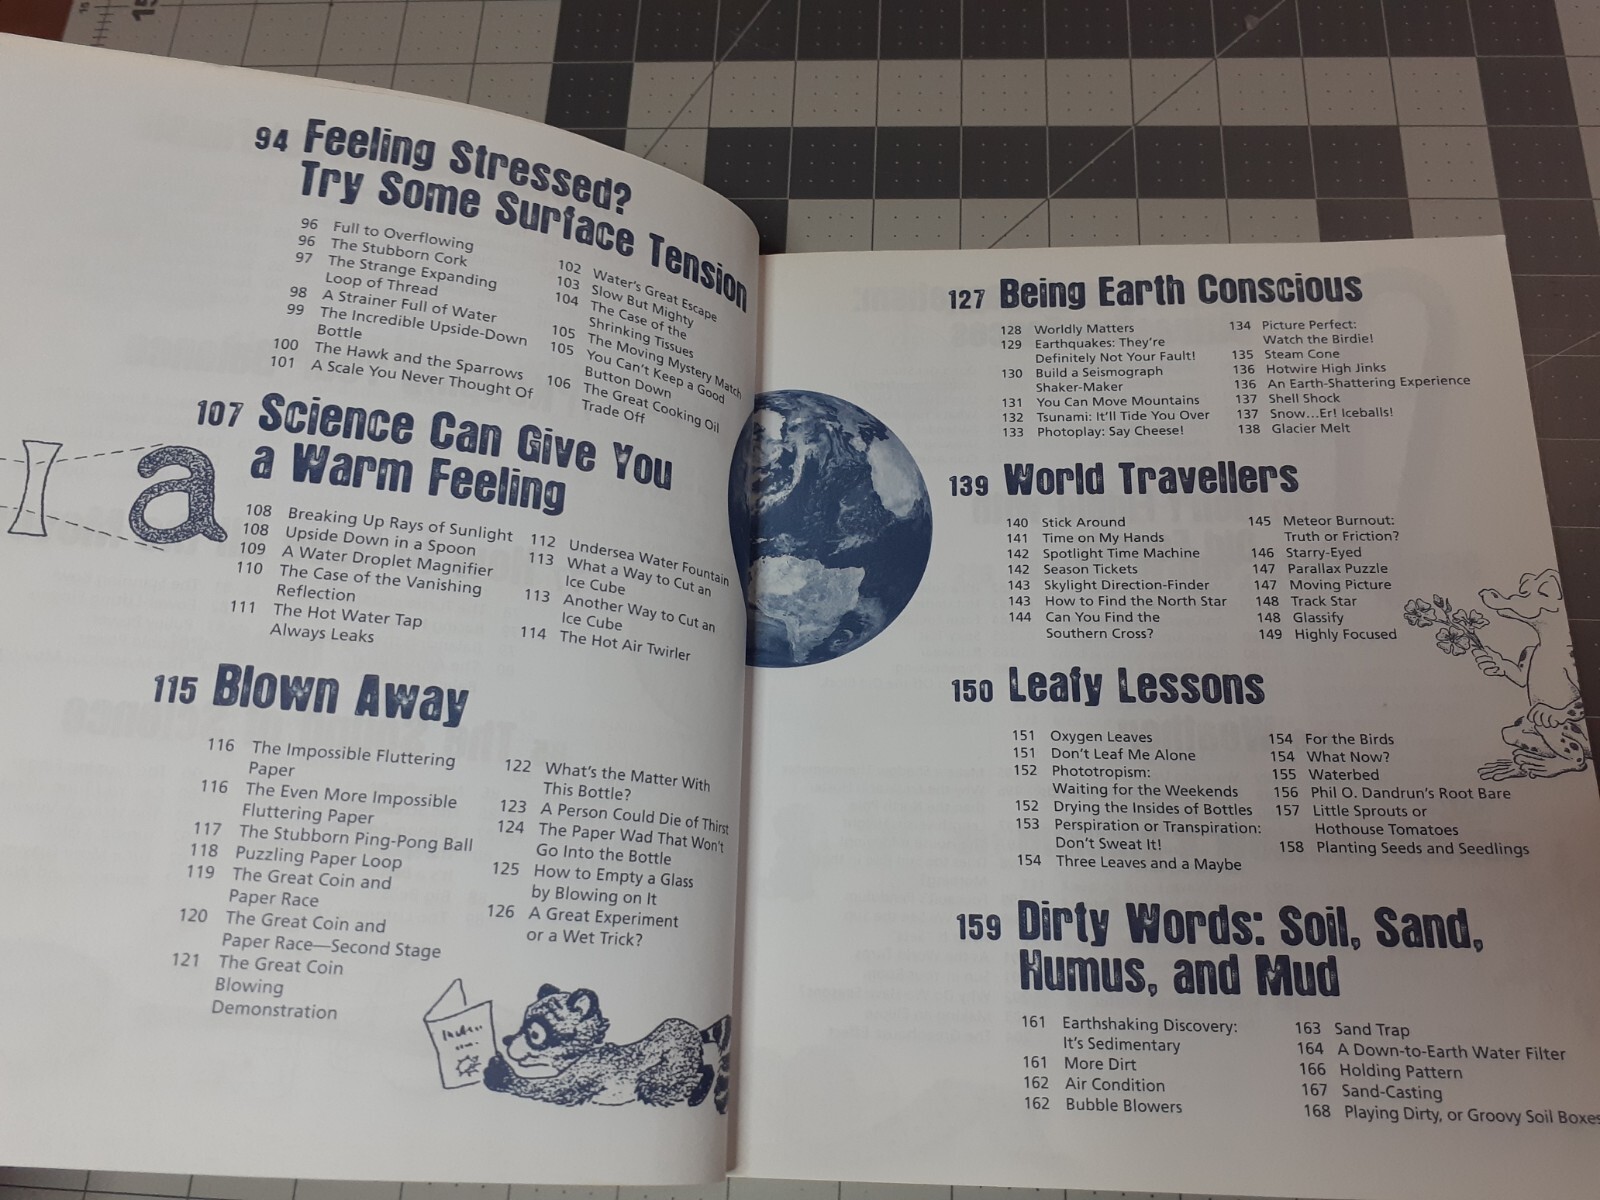 94 Feeling Stressed?
Try Some Surface Tension
96 Full to Overflowing
96 The Stubborn Cork
97 The Strange Expanding
Loop of Thread
98 A Strainer Full of Water
99 The Incredible Upside-Down
Bottle
100 The Hawk and the Sparrows
101 A Scale You Never Thought Of
102 Water's Great Escape
103 Slow But Mighty
104 The Case of the
Shrinking Tissues
105 The Moving Mystery Match
105 You Can't Keep a Good
Button Down
106 The Great Cooking Oil
Trade Off
107 Science Can Give You
a Warm Feeling
108 Breaking Up Rays of Sunlight
108 Upside Down in a Spoon
109 A Water Droplet Magnifier
110 The Case of the Vanishing
Reflection
111 The Hot Water Tap
Always Leaks
112 Undersea Water Fountain
113 What a Way to Cut an
Ice Cube
113 Another Way to Cut an
Ice Cube
114 The Hot Air Twirler
I a
115 Blown Away
116 The Impossible Fluttering
Paper
116 The Even More Impossible
Fluttering Paper
117 The Stubborn Ping-Pong Ball
118 Puzzling Paper Loop
119 The Great Coin and
Paper Race
120 The Great Coin and
Paper Race—Second Stage
121 The Great Coin
Blowing
Demonstration
122 What's the Matter With
This Bottle?
123 A Person Could Die of Thirst
124 The Paper Wad That Won't
Go Into the Bottle
125 How to Empty a Glass
by Blowing on It
126 A Great Experiment
or a Wet Trick?
127 Being Earth Conscious
128 Worldly Matters
129 Earthquakes: They're
Definitely Not Your Fault!
130 Build a Seismograph
Shaker-Maker
131 You Can Move Mountains
132 Tsunami: It'll Tide You Over
133 Photoplay: Say Cheese!
134 Picture Perfect:
Watch the Birdie!
135 Steam Cone
136 Hotwire High Jinks
136 An Earth-Shattering Experience
137 Shell Shock
137 Snow...Er! Iceballs!
138 Glacier Melt
139 World Travellers
140 Stick Around
141 Time on My Hands
142 Spotlight Time Machine
142 Season Tickets
143 Skylight Direction-Finder
143 How to Find the North Star
144 Can You Find the
Southern Cross?
145 Meteor Burnout:
Truth or Friction?
146 Starry-Eyed
147 Parallax Puzzle
147 Moving Picture
148 Track Star
148 Glassify
149 Highly Focused
150 Leafy Lessons
151 Oxygen Leaves
151 Don't Leaf Me Alone
152 Phototropism:
Waiting for the Weekends
152 Drying the Insides of Bottles
153 Perspiration or Transpiration:
Don't Sweat It!
154 Three Leaves and a Maybe
154 For the Birds
154 What Now?
155 Waterbed
156 Phil O. Dandrun's Root Bare
157 Little Sprouts or
Hothouse Tomatoes
158 Planting Seeds and Seedlings
159 Dirty Words: Soil, Sand,
Humus, and Mud
161 Earthshaking Discovery:
It's Sedimentary
161 More Dirt
162 Air Condition
162 Bubble Blowers
163 Sand Trap
164 A Down-to-Earth Water Filter
166 Holding Pattern
167 Sand-Casting
168 Playing Dirty, or Groovy Soil Boxes